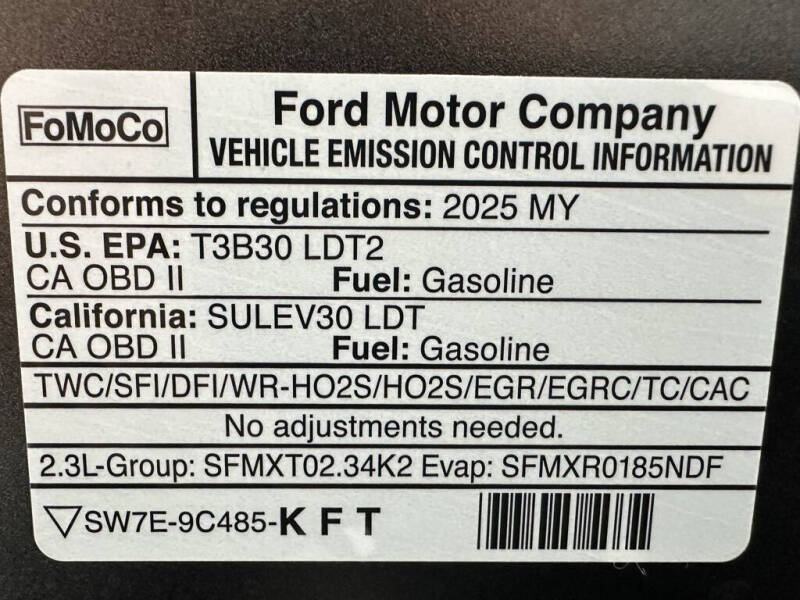 FoMoCo
Ford Motor Company
VEHICLE EMISSION CONTROL INFORMATION
Conforms to regulations: 2025 MY
U.S. EPA: T3B30 LDT2
CA OBD II Fuel: Gasoline
California: SULEV30 LDT
CA OBD II Fuel: Gasoline
TWC/SFI/DFI/WR-HO2S/HO2S/EGR/EGRC/TC/CAC
No adjustments needed.
2.3L-Group: SFMXT02.34K2 Evap: SFMXR0185NDF
SW7E-9C485-K F T